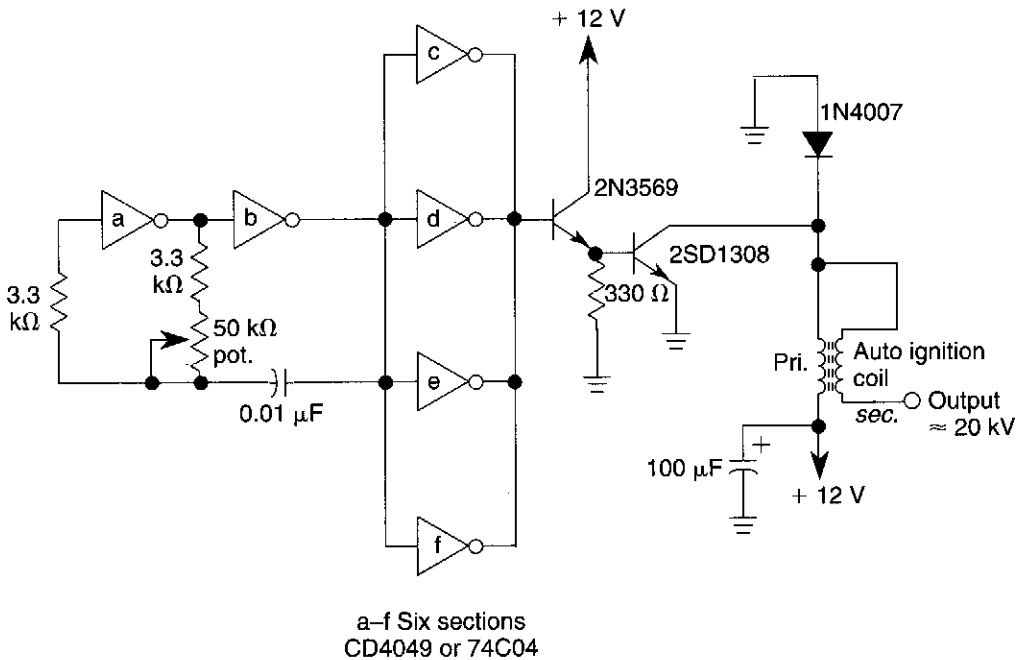 + 12 V
1N4007
2N3569
2SD1308
330 Ω
a
b
c
d
e
f
3.3
kΩ
3.3
kΩ
50 kΩ
pot.
0.01 μF
Pri.
Auto ignition
coil
sec.
Output
≈ 20 kV
+
100 μF
+ 12 V
a–f Six sections
CD4049 or 74C04